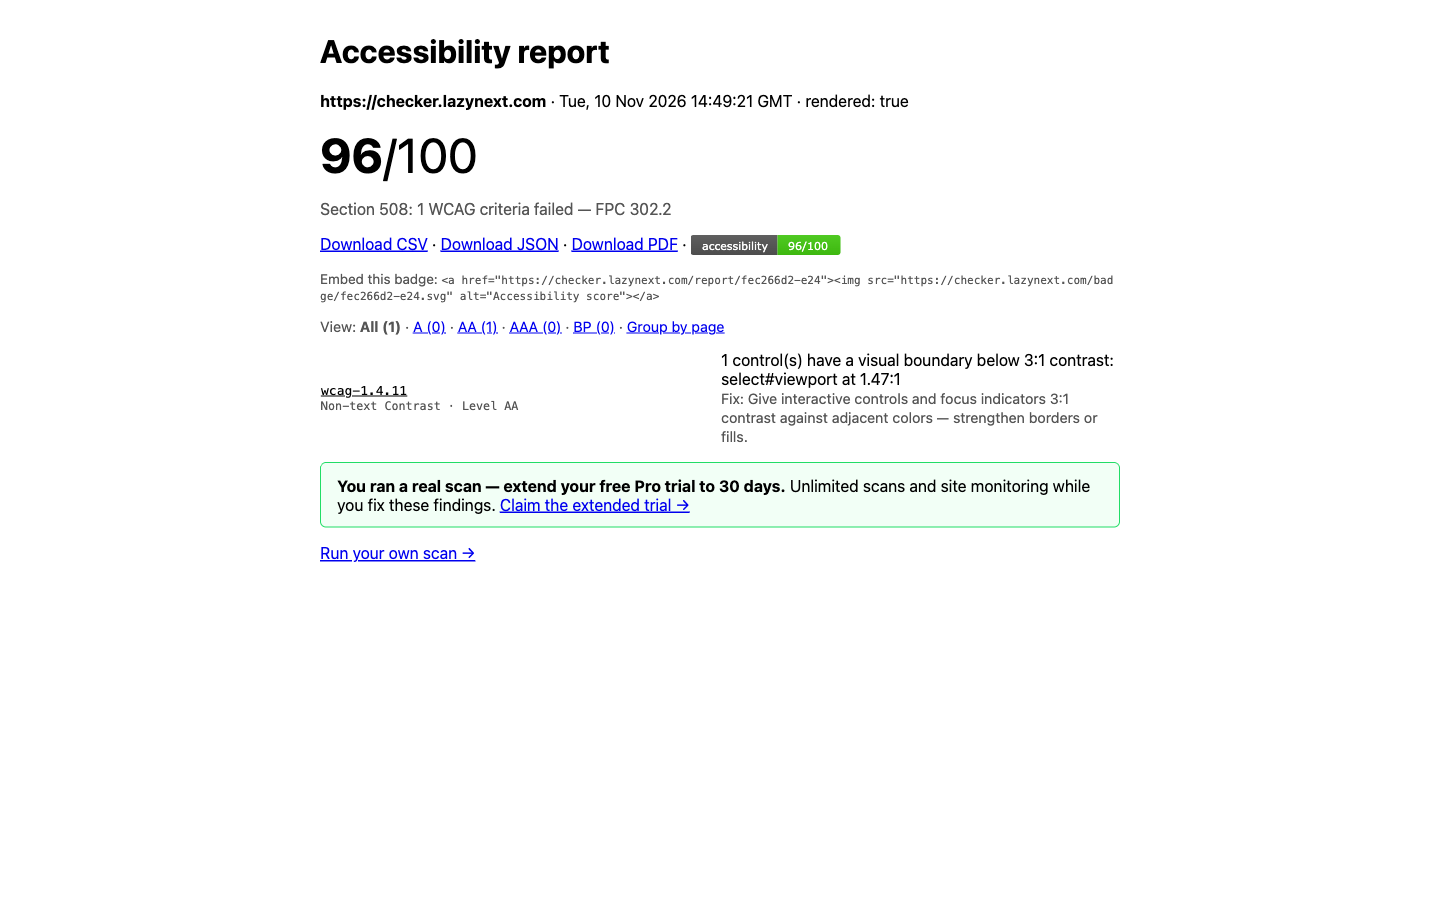 Accessibility report
https://checker.lazynext.com · Tue, 10 Nov 2026 14:49:21 GMT · rendered: true
96/100
Section 508: 1 WCAG criteria failed — FPC 302.2
Download CSV · Download JSON · Download PDF · accessibility 96/100
Embed this badge: <a href="https://checker.lazynext.com/report/fec266d2-e24"><img src="https://checker.lazynext.com/bad
ge/fec266d2-e24.svg" alt="Accessibility score"></a>
View: All (1) · A (0) · AA (1) · AAA (0) · BP (0) · Group by page
wcag-1.4.11
Non-text Contrast · Level AA
1 control(s) have a visual boundary below 3:1 contrast:
select#viewport at 1.47:1
Fix: Give interactive controls and focus indicators 3:1
contrast against adjacent colors — strengthen borders or
fills.
You ran a real scan — extend your free Pro trial to 30 days. Unlimited scans and site monitoring while
you fix these findings. Claim the extended trial →
Run your own scan →